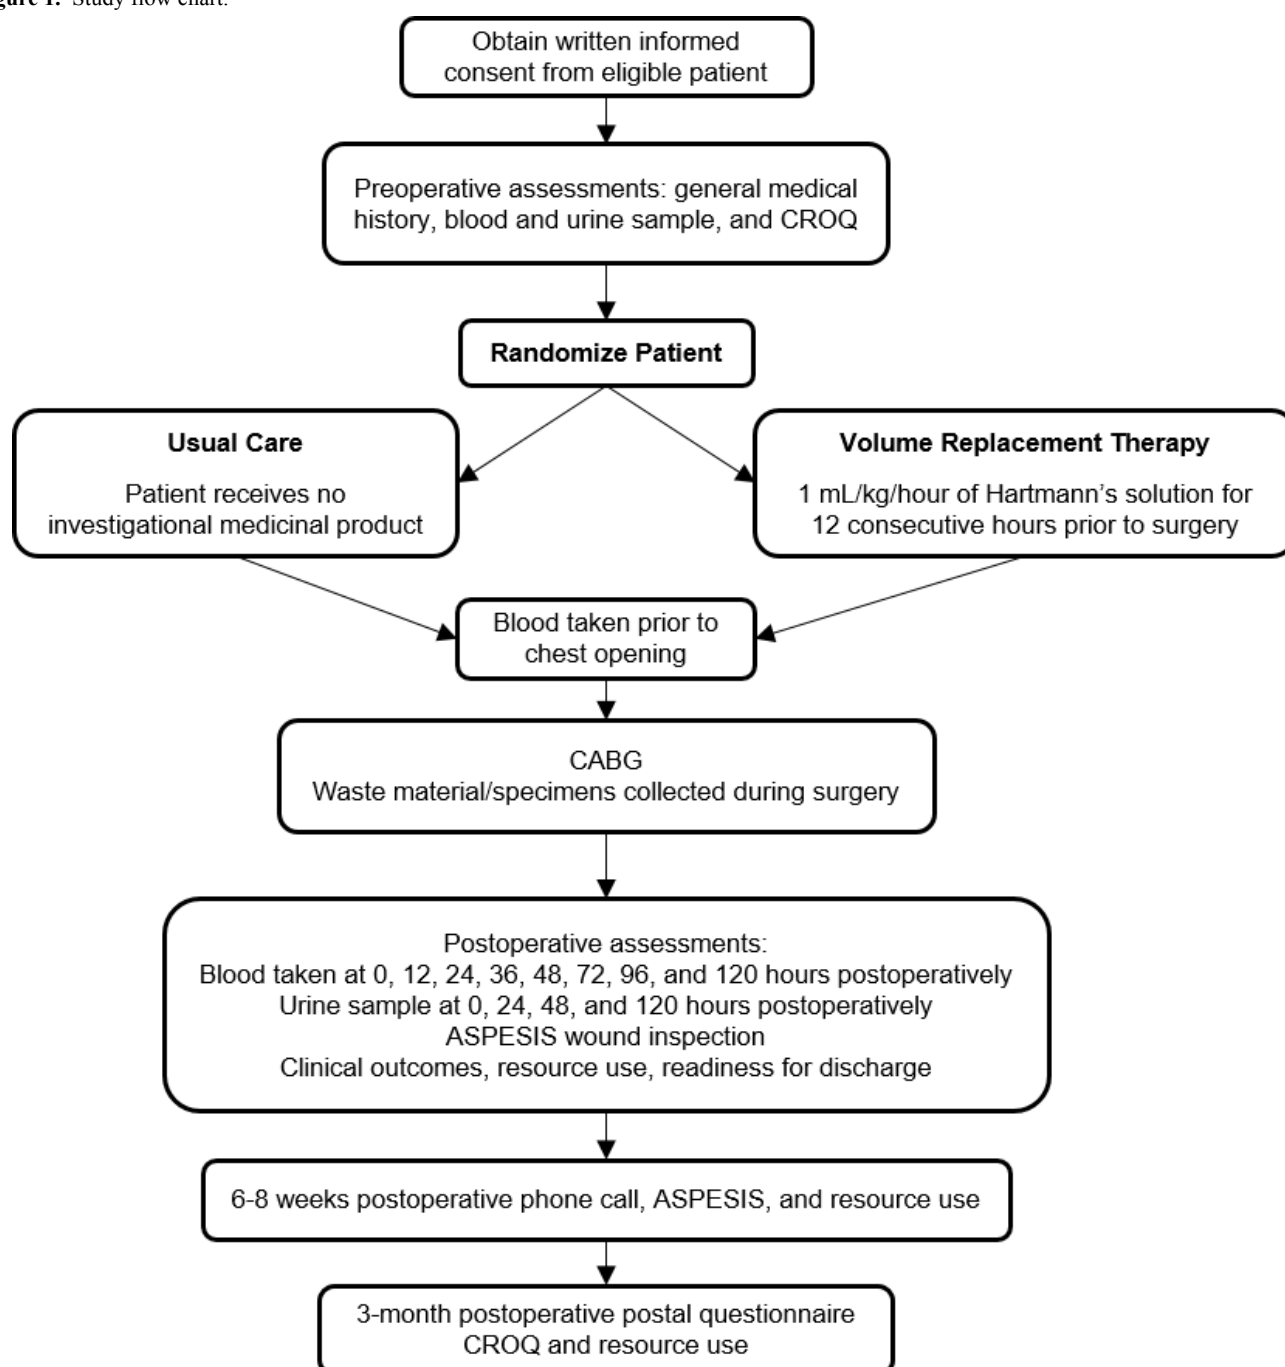 Figure 1. Study flow chart.
Obtain written informed
consent from eligible patient
Preoperative assessments: general medical
history, blood and urine sample, and CROQ
Randomize Patient
Usual Care
Patient receives no
investigational medicinal product
Volume Replacement Therapy
1 mL/kg/hour of Hartmann's solution for
12 consecutive hours prior to surgery
Blood taken prior to
chest opening
CABG
Waste material/specimens collected during surgery
Postoperative assessments:
Blood taken at 0, 12, 24, 36, 48, 72, 96, and 120 hours postoperatively
Urine sample at 0, 24, 48, and 120 hours postoperatively
ASPESIS wound inspection
Clinical outcomes, resource use, readiness for discharge
6-8 weeks postoperative phone call, ASPESIS, and resource use
3-month postoperative postal questionnaire
CROQ and resource use